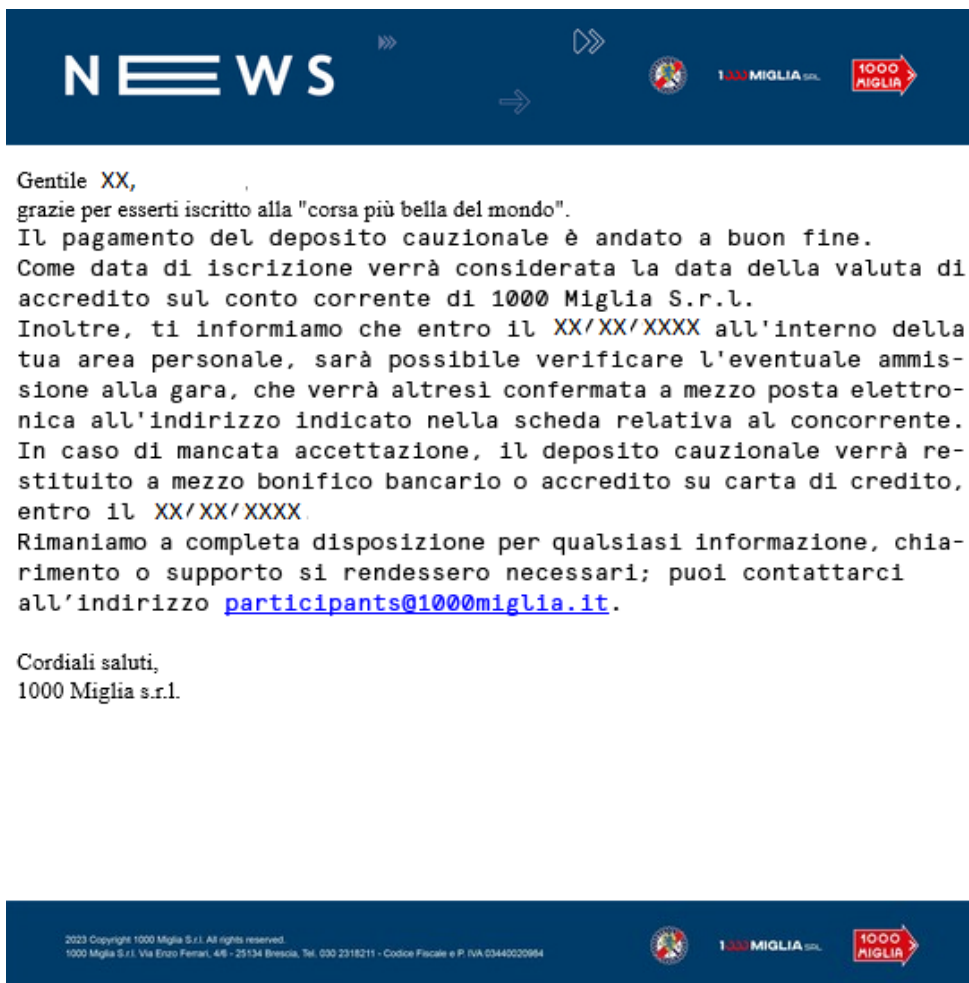 NEWS
1000 MIGLIA SRL
1000
MIGLIA
Gentile XX,
grazie per esserti iscritto alla "corsa più bella del mondo".
Il pagamento del deposito cauzionale è andato a buon fine.
Come data di iscrizione verrà considerata la data della valuta di
accredito sul conto corrente di 1000 Miglia S.r.l.
Inoltre, ti informiamo che entro il XX/XX/XXXX all'interno della
tua area personale, sarà possibile verificare l'eventuale ammis-
sione alla gara, che verrà altresì confermata a mezzo posta elettro-
nica all'indirizzo indicato nella scheda relativa al concorrente.
In caso di mancata accettazione, il deposito cauzionale verrà re-
stituito a mezzo bonifico bancario o accredito su carta di credito,
entro il XX/XX/XXXX.
Rimaniamo a completa disposizione per qualsiasi informazione, chia-
rimento o supporto si rendessero necessari; puoi contattarci
all’indirizzo participants@1000miglia.it.
Cordiali saluti,
1000 Miglia s.r.l.
2023 Copyright 1000 Miglia S.r.l. All rights reserved.
1000 Miglia S.r.l. Via Enzo Ferrari, 4/6 - 25134 Brescia, Tel. 030 2318211 - Codice Fiscale e P. IVA 03440020984
1000 MIGLIA SRL
1000
MIGLIA